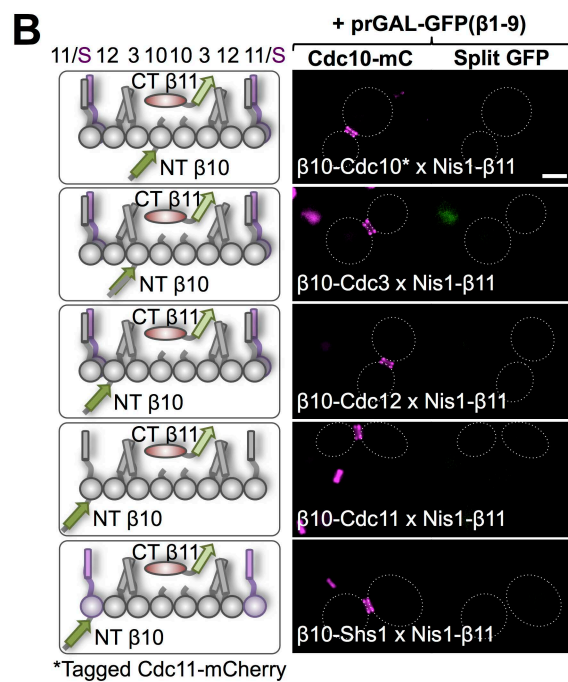 B
+ prGAL-GFP(β1-9)
11/S 12 3 10 10 3 12 11/S
Cdc10-mC Split GFP
CT β11
NT β10
β10-Cdc10* x Nis1-β11
CT β11
NT β10
β10-Cdc3 x Nis1-β11
CT β11
NT β10
β10-Cdc12 x Nis1-β11
CT β11
NT β10
β10-Cdc11 x Nis1-β11
CT β11
NT β10
β10-Shs1 x Nis1-β11
*Tagged Cdc11-mCherry